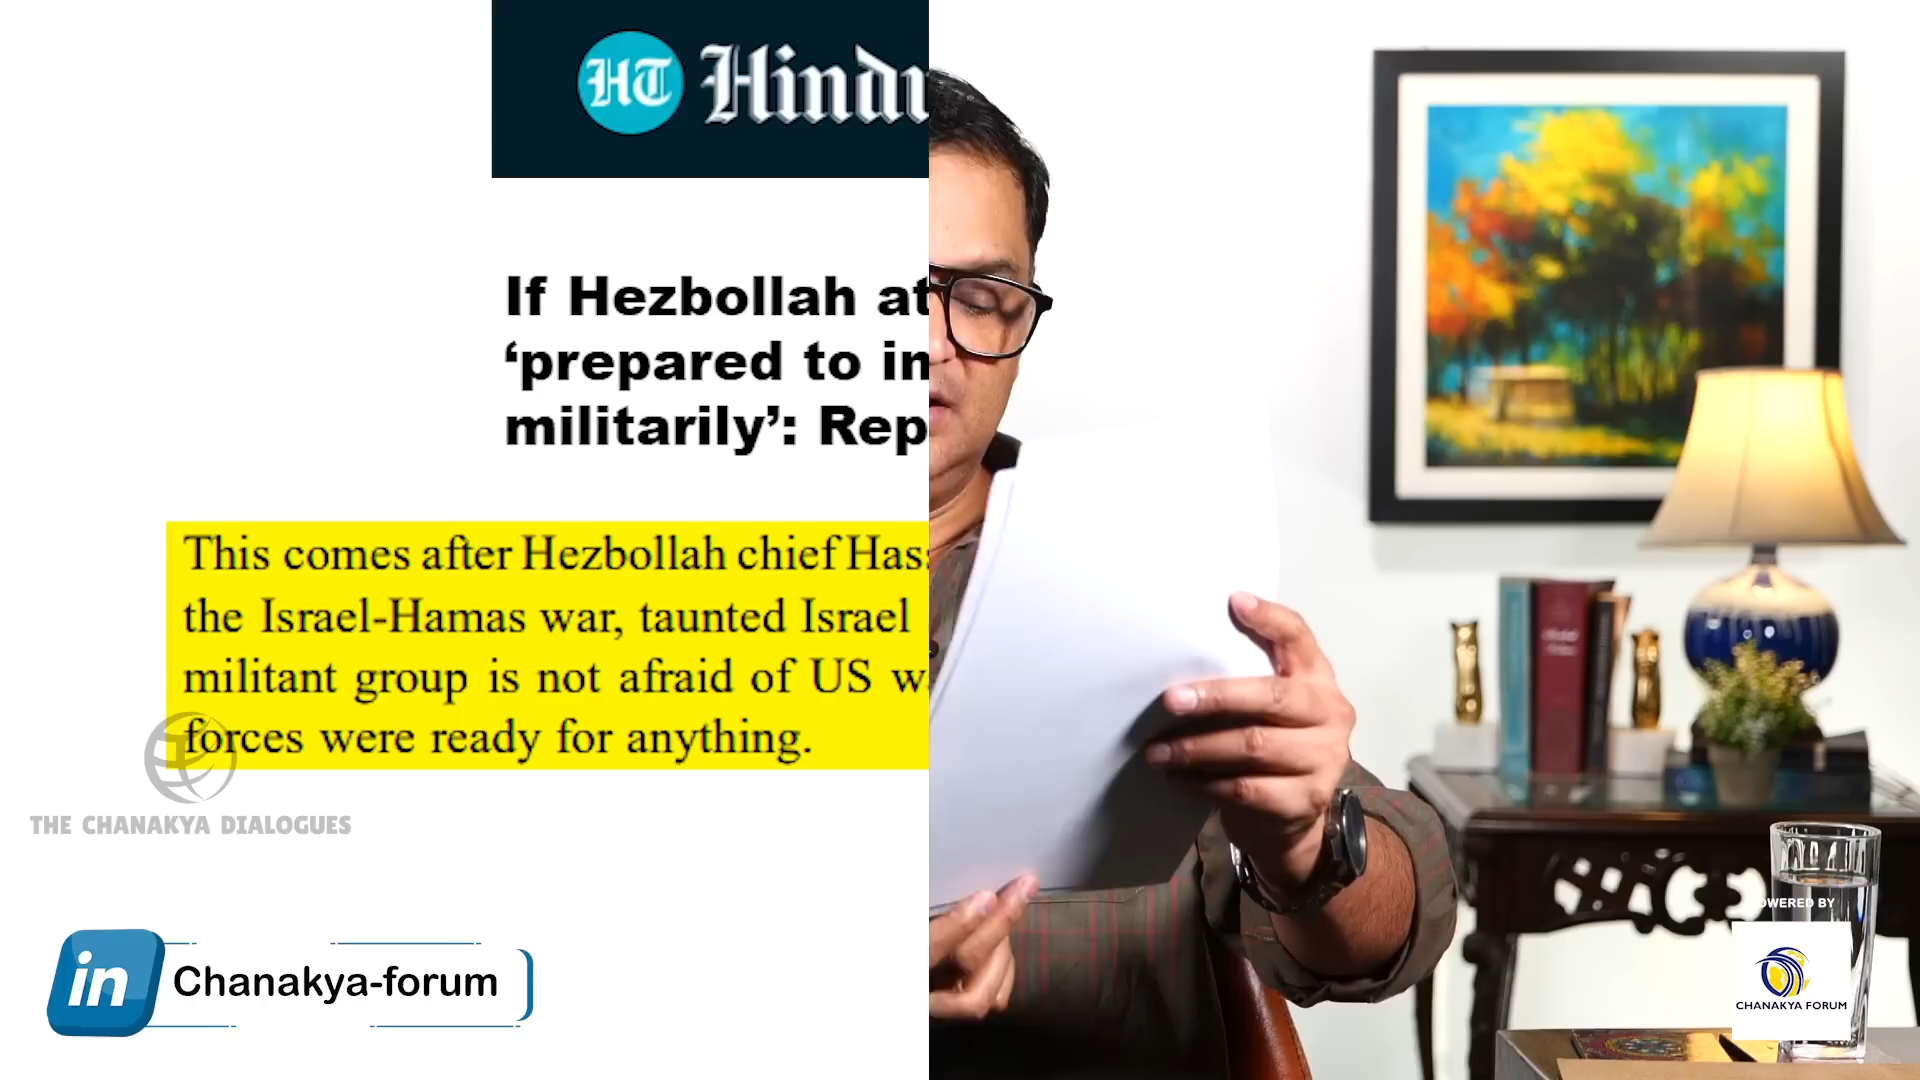 HT Hindu
If Hezbollah at
‘prepared to in
militarily’: Rep
This comes after Hezbollah chief Has
the Israel-Hamas war, taunted Israel
militant group is not afraid of US w
forces were ready for anything.
THE CHANAKYA DIALOGUES
in Chanakya-forum
POWERED BY
CHANAKYA FORUM